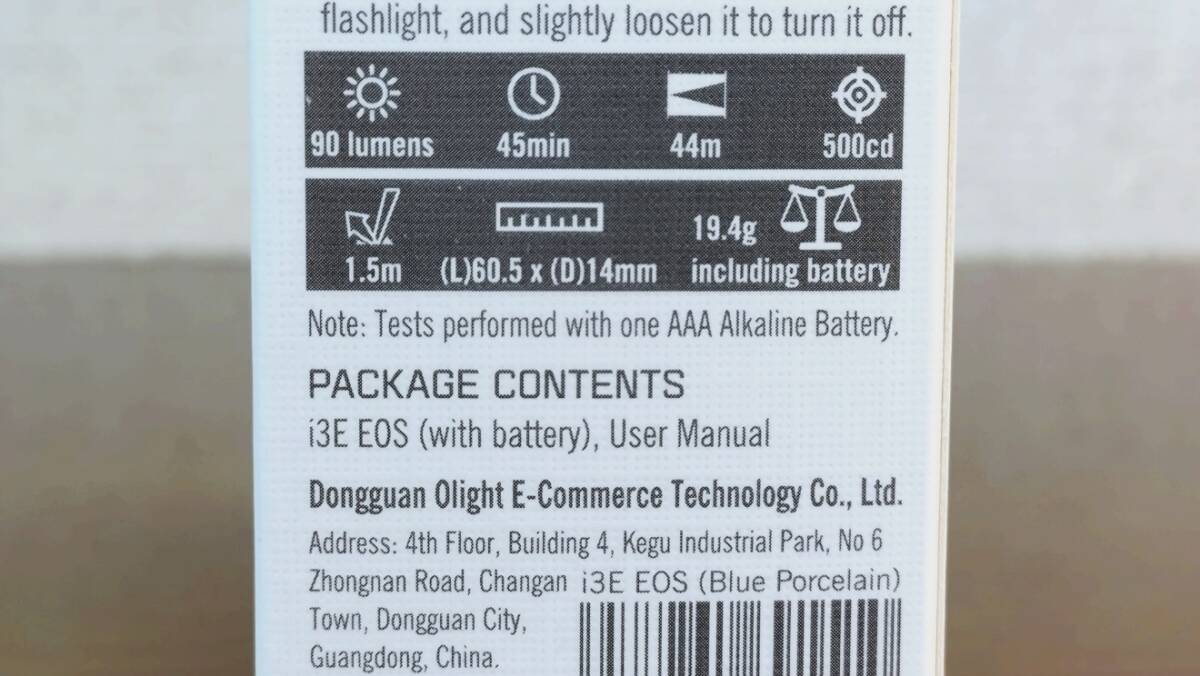 flashlight, and slightly loosen it to turn it off.
90 lumens 45min 44m 500cd
19.4g
1.5m (L)60.5 x (D)14mm including battery
Note: Tests performed with one AAA Alkaline Battery.
PACKAGE CONTENTS
i3E EOS (with battery), User Manual
Dongguan Olight E-Commerce Technology Co., Ltd.
Address: 4th Floor, Building 4, Kegu Industrial Park, No 6
Zhongnan Road, Changan
Town, Dongguan City,
Guangdong, China.
i3E EOS (Blue Porcelain)